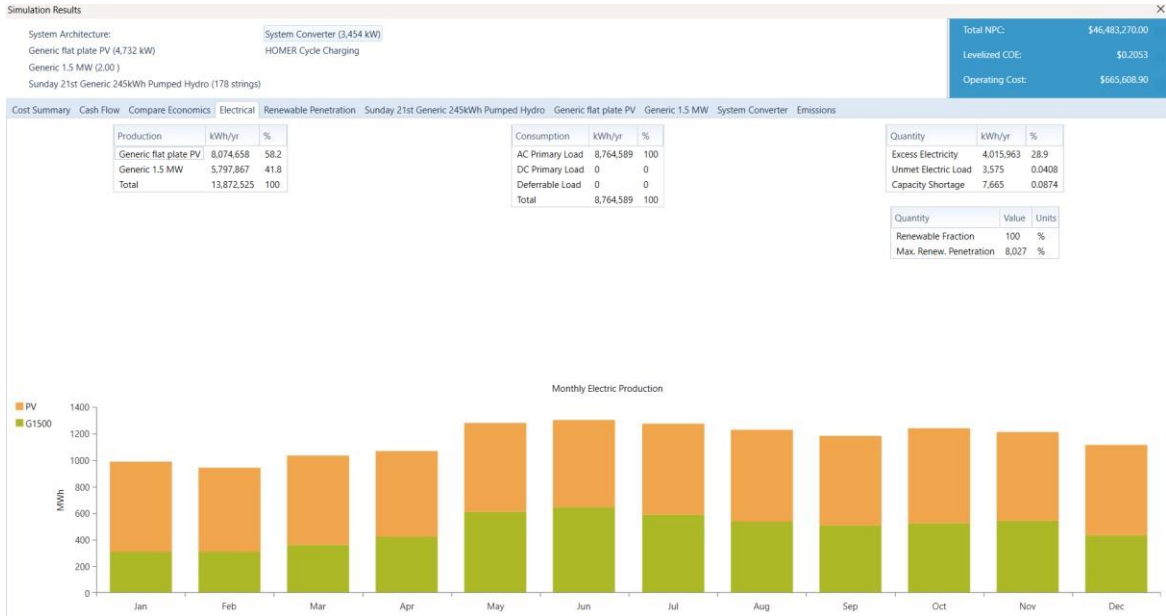 Simulation Results
System Architecture:
Generic flat plate PV (4,732 kW)
Generic 1.5 MW (2.00 )
Sunday 21st Generic 245kWh Pumped Hydro (178 strings)
System Converter (3,454 kW)
HOMER Cycle Charging
Total NPC: $46,483,270.00
Levelized COE: $0.2053
Operating Cost: $665,608.90
Cost Summary Cash Flow Compare Economics Electrical Renewable Penetration Sunday 21st Generic 245kWh Pumped Hydro Generic flat plate PV Generic 1.5 MW System Converter Emissions
Production kWh/yr %
Generic flat plate PV 8,074,658 58.2
Generic 1.5 MW 5,797,867 41.8
Total 13,872,525 100
Consumption kWh/yr %
AC Primary Load 8,764,589 100
DC Primary Load 0 0
Deferrable Load 0 0
Total 8,764,589 100
Quantity kWh/yr %
Excess Electricity 4,015,963 28.9
Unmet Electric Load 3,575 0.0408
Capacity Shortage 7,665 0.0874
Quantity Value Units
Renewable Fraction 100 %
Max. Renew. Penetration 8,027 %
Monthly Electric Production
PV
G1500
MWh
1400
1200
1000
800
600
400
200
0
Jan Feb Mar Apr May Jun Jul Aug Sep Oct Nov Dec